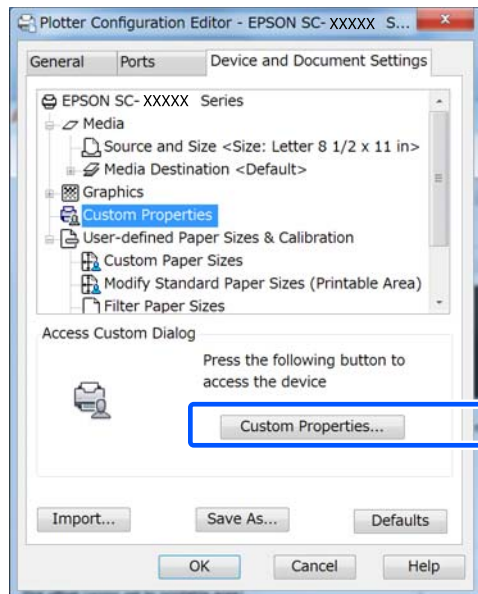 Plotter Configuration Editor - EPSON SC- XXXXX S...
General Ports Device and Document Settings
EPSON SC- XXXXX Series
Media
Source and Size <Size: Letter 8 1/2 x 11 in>
Media Destination <Default>
Graphics
Custom Properties
User-defined Paper Sizes & Calibration
Custom Paper Sizes
Modify Standard Paper Sizes (Printable Area)
Filter Paper Sizes
Access Custom Dialog
Press the following button to
access the device
Custom Properties...
Import... Save As... Defaults
OK Cancel Help